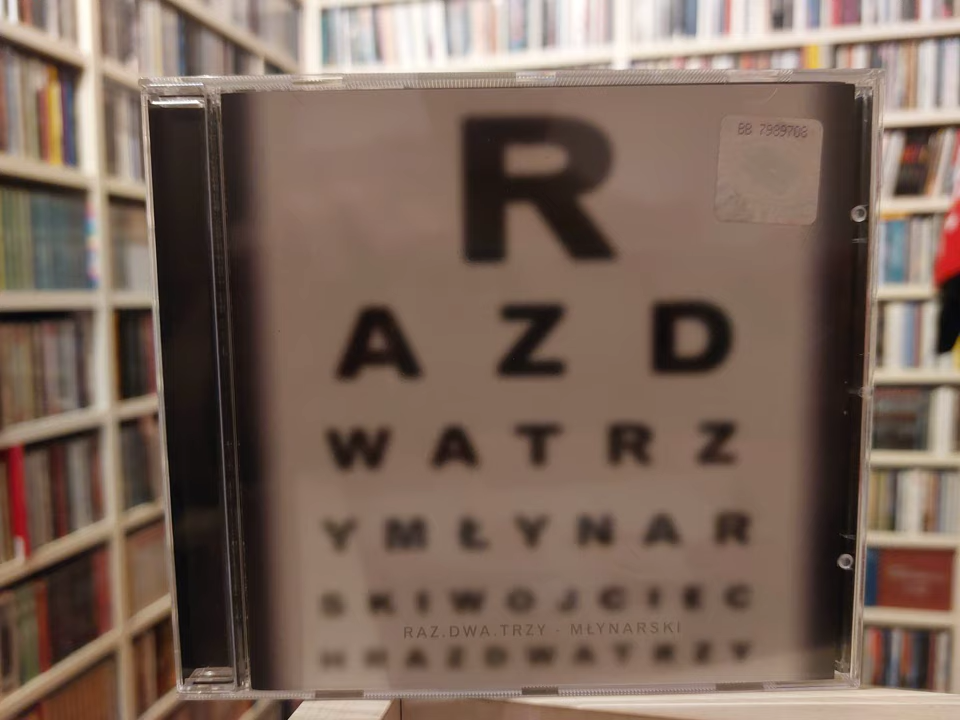 BB 7989708
R
A Z D
W A T R Z
Y M Ł Y N A R
S K I W O J C I E C
RAZ.DWA.TRZY - MŁYNARSKI
H R A Z D W A T R Z Y